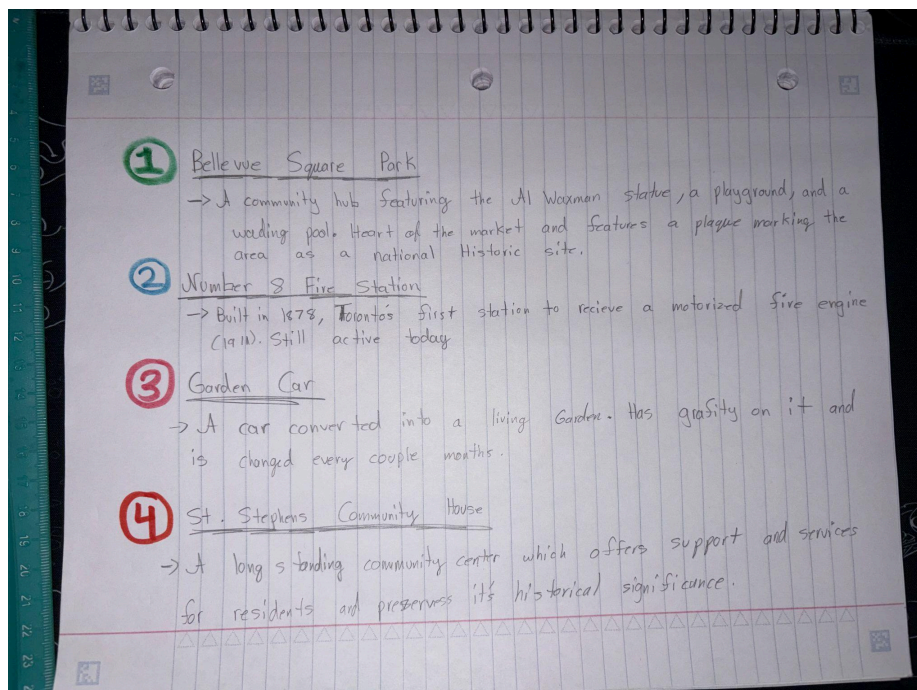 1 Bellevue Square Park
→ A community hub featuring the Al Waxman statue, a playground, and a
wading pool. Heart of the market and features a plaque marking the
area as a national Historic site.
2 Number 8 Fire Station
→ Built in 1878, Toronto's first station to recieve a motorized fire engine
(1911). Still active today
3 Garden Car
→ A car converted into a living Garden. Has grafity on it and
is changed every couple months.
4 St. Stephens Community House
→ A long standing community center which offers support and services
for residents and preservess it's historical significance.